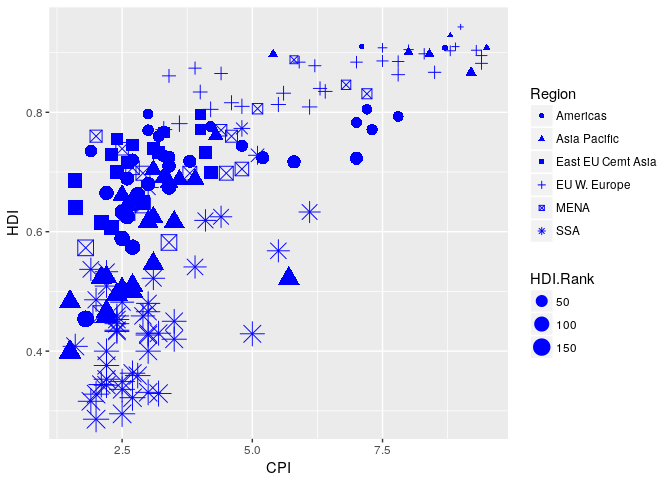 HDI
0.8
0.6
0.4
2.5 5.0 7.5
CPI
Region
Americas
Asia Pacific
East EU Cemt Asia
EU W. Europe
MENA
SSA
HDI.Rank
50
100
150